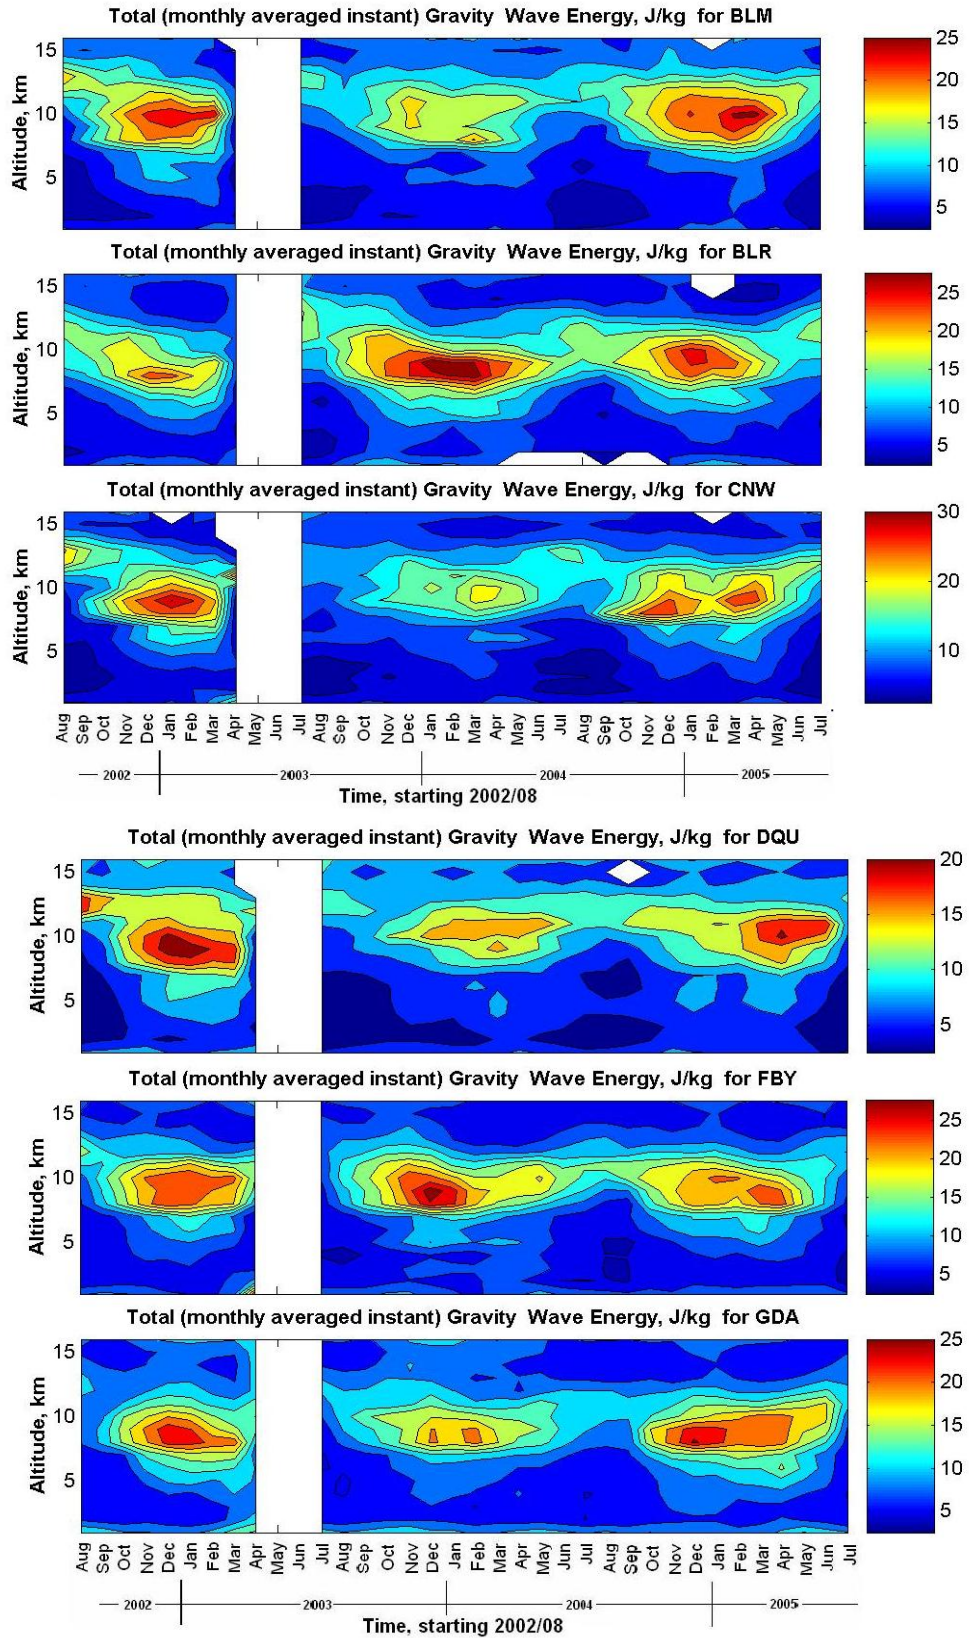 Total (monthly averaged instant) Gravity Wave Energy, J/kg for BLM
15
10
5
Altitude, km
25
20
15
10
5
Total (monthly averaged instant) Gravity Wave Energy, J/kg for BLR
15
10
5
Altitude, km
25
20
15
10
5
Total (monthly averaged instant) Gravity Wave Energy, J/kg for CNW
15
10
5
Altitude, km
30
20
10
Aug Sep Oct Nov Dec Jan Feb Mar Apr May Jul Aug Sep Oct Nov Dec Jan Feb Mar Apr May Jun Jul Aug Sep Oct Nov Dec Jan Feb Mar Apr May Jun Jul
2002 2003 2004 2005
Time, starting 2002/08
Total (monthly averaged instant) Gravity Wave Energy, J/kg for DQU
15
10
5
Altitude, km
20
15
10
5
Total (monthly averaged instant) Gravity Wave Energy, J/kg for FBY
15
10
5
Altitude, km
25
20
15
10
5
Total (monthly averaged instant) Gravity Wave Energy, J/kg for GDA
15
10
5
Altitude, km
25
20
15
10
5
Aug Sep Oct Nov Dec Jan Feb Mar Apr May Jul Aug Sep Oct Nov Dec Jan Feb Mar Apr May Jun Jul Aug Sep Oct Nov Dec Jan Feb Mar Apr May Jun Jul
2002 2003 2004 2005
Time, starting 2002/08